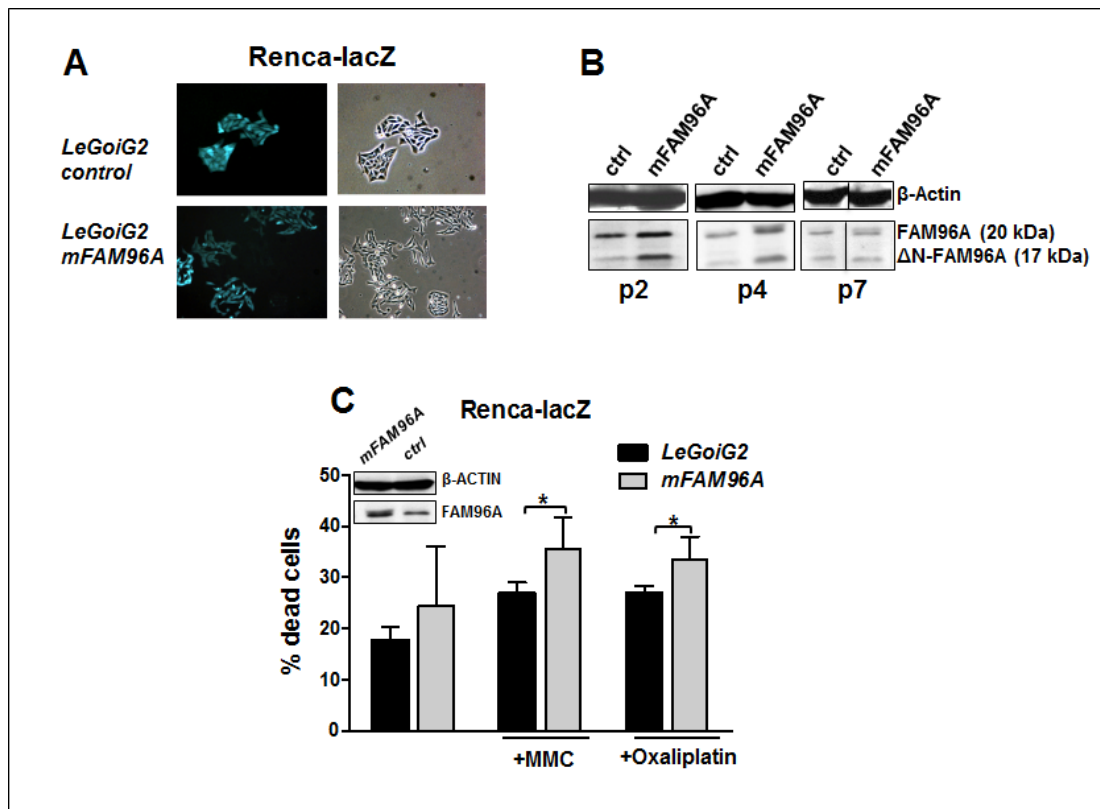 A
Renca-lacZ
LeGoiG2
control
LeGoiG2
mFAM96A
B
ctrl mFAM96A ctrl mFAM96A ctrl mFAM96A
β-Actin
FAM96A (20 kDa)
ΔN-FAM96A (17 kDa)
p2 p4 p7
C
Renca-lacZ
mFAM96A ctrl
β-ACTIN
FAM96A
LeGoiG2
mFAM96A
% dead cells
50
40
30
20
10
0
* *
+MMC +Oxaliplatin